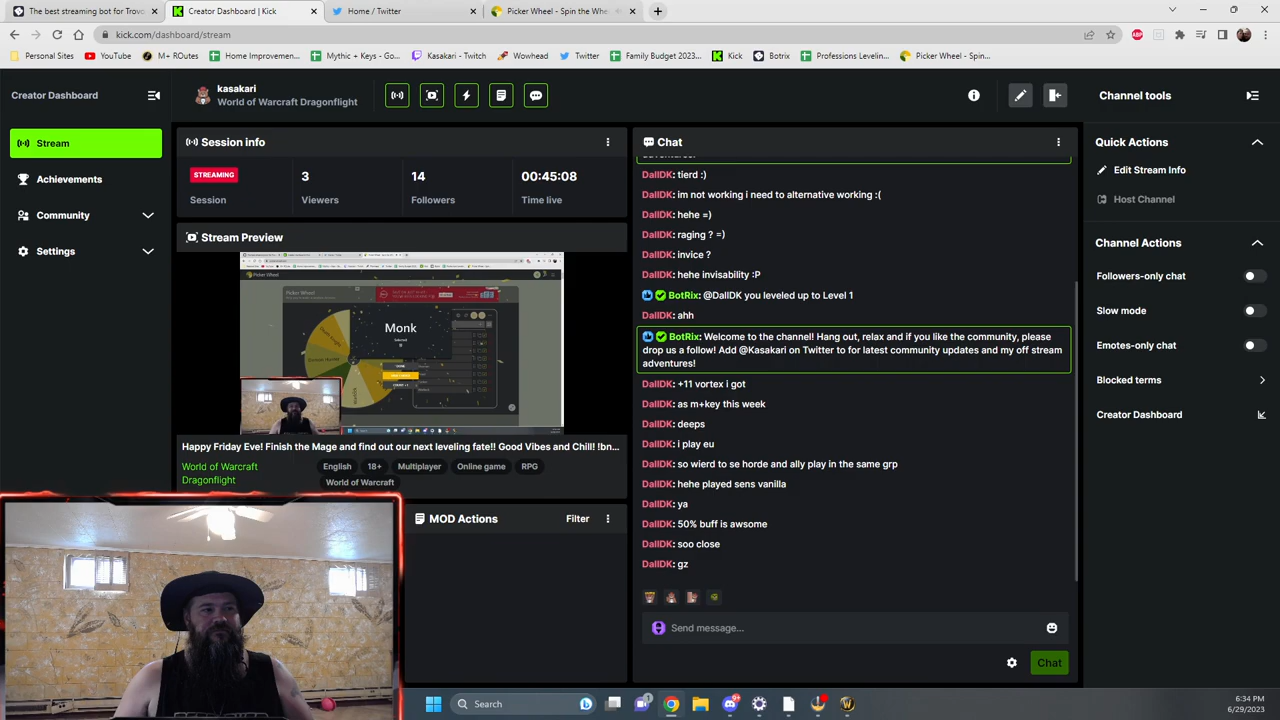 The best streaming bot for Trovo
Creator Dashboard | Kick
Home / Twitter
Picker Wheel - Spin the Whe
kick.com/dashboard/stream
Personal Sites
YouTube
M+ ROutes
Home Improvemen...
Mythic + Keys - Go...
Kasakari - Twitch
Wowhead
Twitter
Family Budget 2023...
Kick
Botrix
Professions Levelin...
Picker Wheel - Spin...
Creator Dashboard
kasakari
World of Warcraft Dragonflight
Channel tools
Stream
Achievements
Community
Settings
Session info
STREAMING
3
14
00:45:08
Session
Viewers
Followers
Time live
Stream Preview
Picker Wheel
Monk
Happy Friday Eve! Finish the Mage and find out our next leveling fate!! Good Vibes and Chill! !bn...
World of Warcraft
Dragonflight
English
18+
Multiplayer
Online game
RPG
World of Warcraft
MOD Actions
Filter
Chat
DallDK: tierd :)
DallDK: im not working i need to alternative working :(
DallDK: hehe =)
DallDK: raging ? =)
DallDK: invice ?
DallDK: hehe invisability :P
BotRix: @DallDK you leveled up to Level 1
DallDK: ahh
BotRix: Welcome to the channel! Hang out, relax and if you like the community, please
drop us a follow! Add @Kasakari on Twitter to for latest community updates and my off stream
adventures!
DallDK: +11 vortex i got
DallDK: as m+key this week
DallDK: deeps
DallDK: i play eu
DallDK: so wierd to se horde and ally play in the same grp
DallDK: hehe played sens vanilla
DallDK: ya
DallDK: 50% buff is awsome
DallDK: soo close
DallDK: gz
Send message...
Chat
Quick Actions
Edit Stream Info
Host Channel
Channel Actions
Followers-only chat
Slow mode
Emotes-only chat
Blocked terms
Creator Dashboard
Search
6:34 PM
6/29/2023